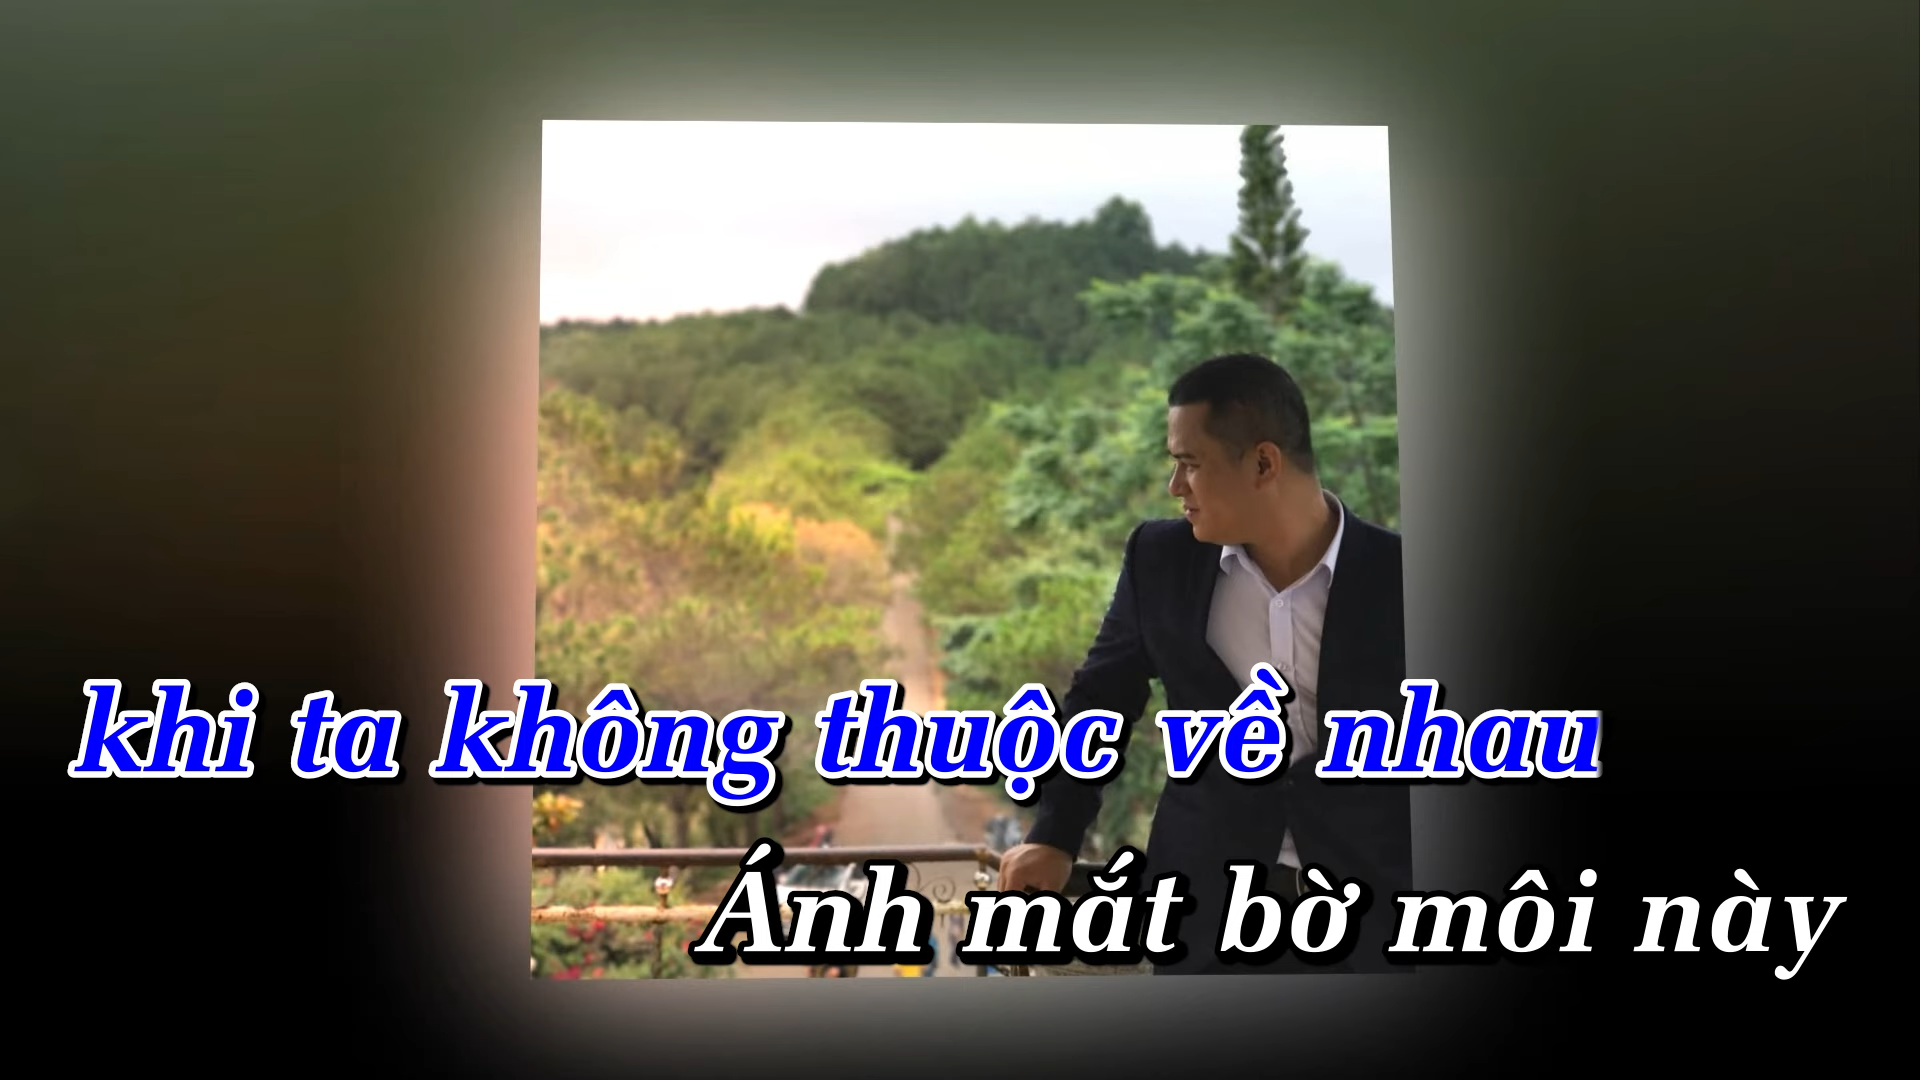 khi ta không thuộc về nhau
Ánh mắt bờ môi này